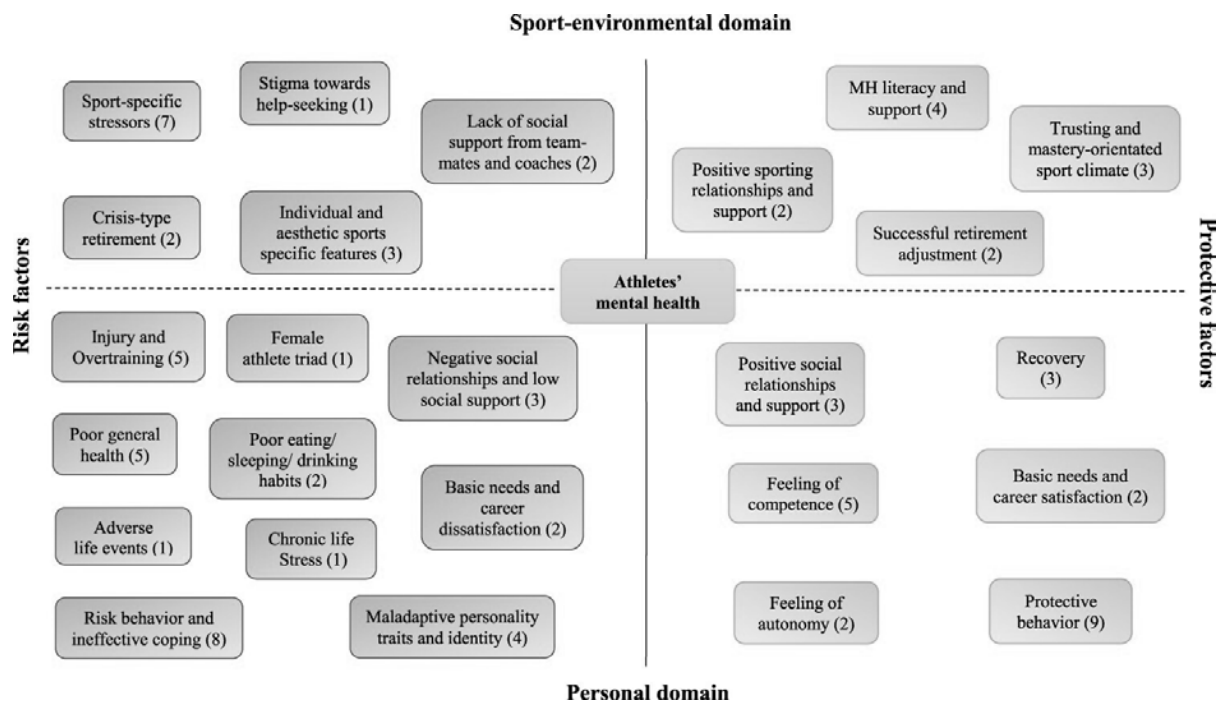 Sport-environmental domain
Risk factors
Protective factors
Sport-specific
stressors (7)
Stigma towards
help-seeking (1)
Lack of social
support from team-
mates and coaches (2)
Crisis-type
retirement (2)
Individual and
aesthetic sports
specific features (3)
MH literacy and
support (4)
Trusting and
mastery-orientated
sport climate (3)
Positive sporting
relationships and
support (2)
Successful retirement
adjustment (2)
Athletes’
mental health
Injury and
Overtraining (5)
Female
athlete triad (1)
Negative social
relationships and low
social support (3)
Poor general
health (5)
Poor eating/
sleeping/ drinking
habits (2)
Basic needs and
career
dissatisfaction (2)
Adverse
life events (1)
Chronic life
Stress (1)
Risk behavior and
ineffective coping (8)
Maladaptive personality
traits and identity (4)
Positive social
relationships
and support (3)
Recovery
(3)
Feeling of
competence (5)
Basic needs and
career satisfaction (2)
Feeling of
autonomy (2)
Protective
behavior (9)
Personal domain